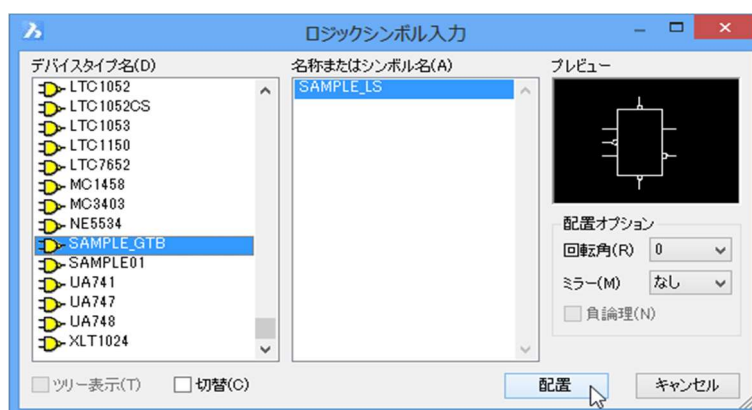 ロジックシンボル入力
デバイスタイプ名(D)
LTC1052
LTC1052CS
LTC1053
LTC1150
LTC7652
MC1458
MC3403
NE5534
SAMPLE_GTB
SAMPLE01
UA741
UA747
UA748
XLT1024
名称またはシンボル名(A)
SAMPLE_LS
プレビュー
配置オプション
回転角(R) 0
ミラー(M) なし
負論理(N)
ツリー表示(T) 切替(C)
配置 キャンセル